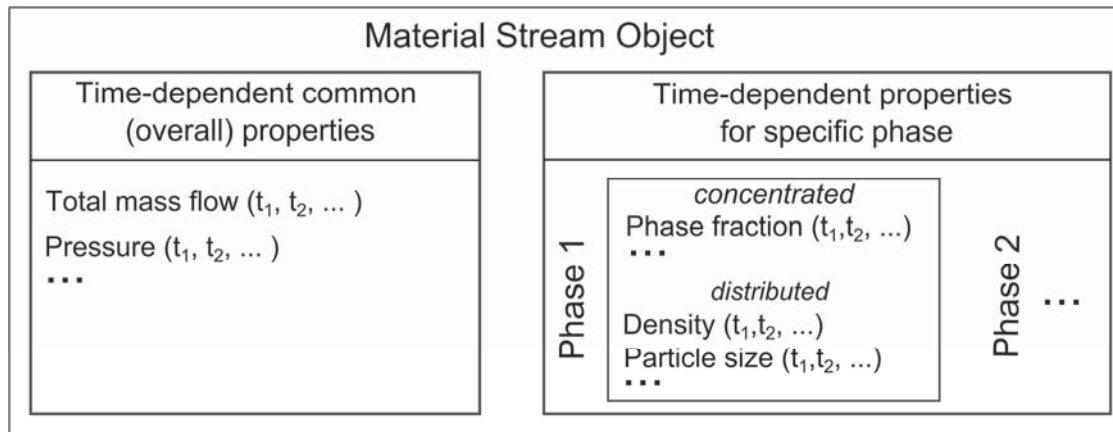 Material Stream Object
Time-dependent common
(overall) properties
Total mass flow (t₁, t₂, ... )
Pressure (t₁, t₂, ... )
...
Time-dependent properties
for specific phase
Phase 1
concentrated
Phase fraction (t₁,t₂, ...)
...
distributed
Density (t₁,t₂, ...)
Particle size (t₁,t₂, ...)
...
Phase 2
...